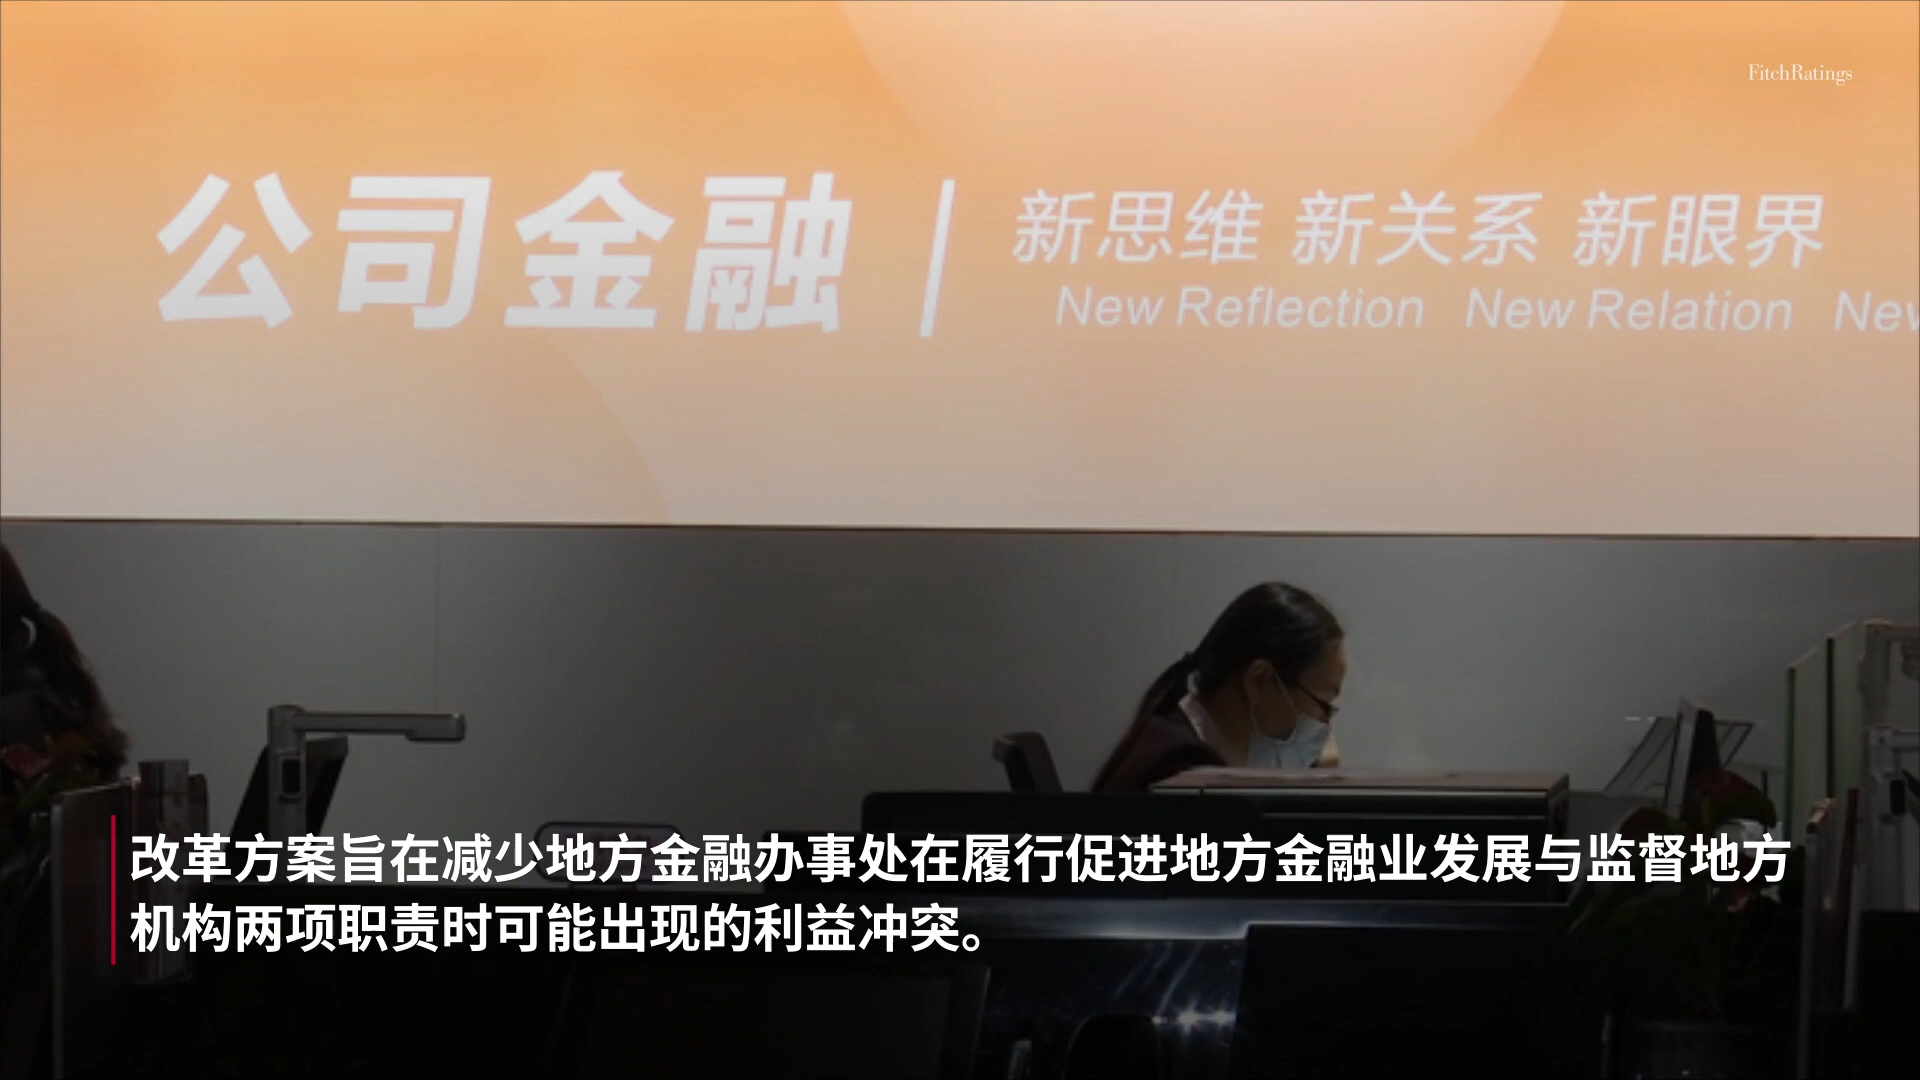 FitchRatings
公司金融 | 新思维 新关系 新眼界
New Reflection New Relation New
改革方案旨在减少地方金融办事处在履行促进地方金融业发展与监督地方
机构两项职责时可能出现的利益冲突。